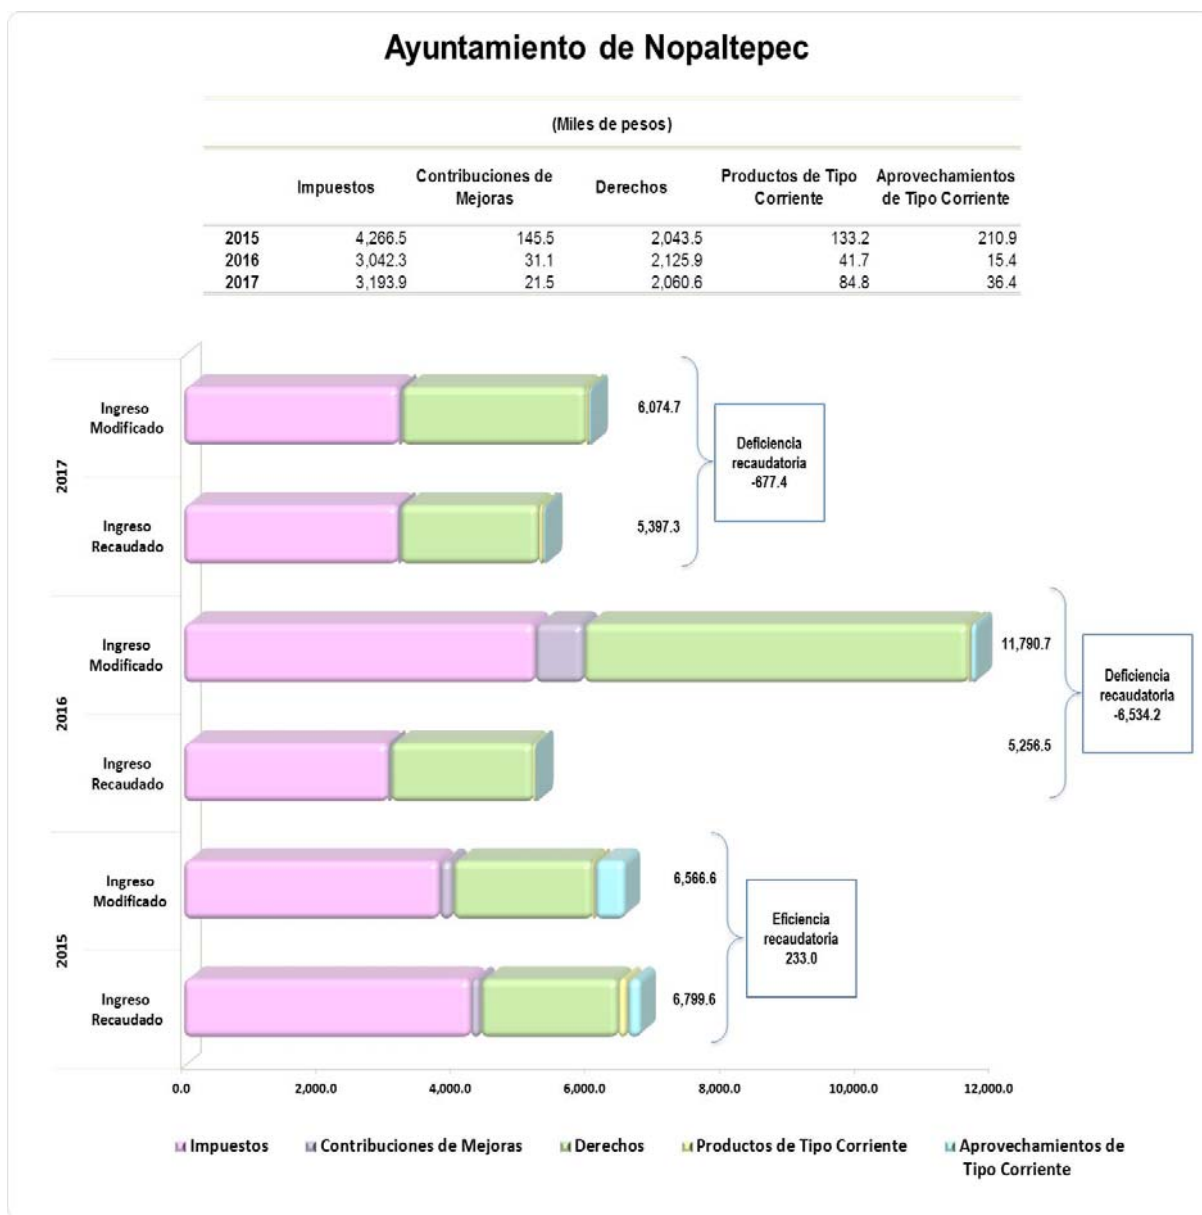 Ayuntamiento de Nopaltepec
(Miles de pesos)
Impuestos Contribuciones de Mejoras Derechos Productos de Tipo Corriente Aprovechamientos de Tipo Corriente
2015 4,266.5 145.5 2,043.5 133.2 210.9
2016 3,042.3 31.1 2,125.9 41.7 15.4
2017 3,193.9 21.5 2,060.6 84.8 36.4
2017
Ingreso
Modificado
6,074.7
Ingreso
Recaudado
5,397.3
Deficiencia
recaudatoria
-677.4
2016
Ingreso
Modificado
11,790.7
Ingreso
Recaudado
5,256.5
Deficiencia
recaudatoria
-6,534.2
2015
Ingreso
Modificado
6,566.6
Ingreso
Recaudado
6,799.6
Eficiencia
recaudatoria
233.0
0.0 2,000.0 4,000.0 6,000.0 8,000.0 10,000.0 12,000.0
Impuestos Contribuciones de Mejoras Derechos Productos de Tipo Corriente Aprovechamientos de
Tipo Corriente